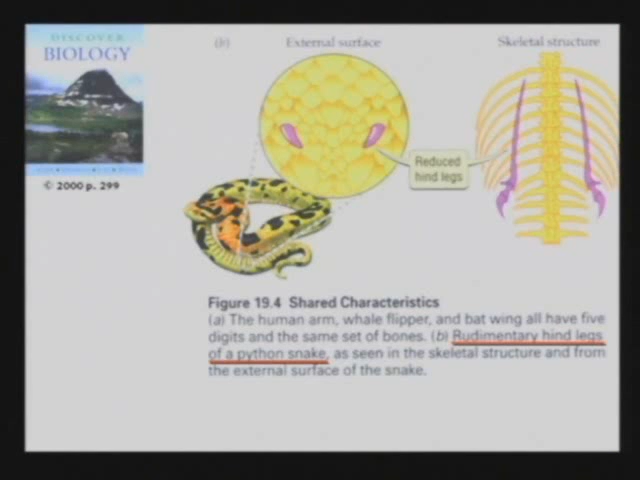 DISCOVER
BIOLOGY
© 2000 p. 299
(b)
External surface
Skeletal structure
Reduced
hind legs
Figure 19.4 Shared Characteristics
(a) The human arm, whale flipper, and bat wing all have five
digits and the same set of bones. (b) Rudimentary hind legs
of a python snake, as seen in the skeletal structure and from
the external surface of the snake.